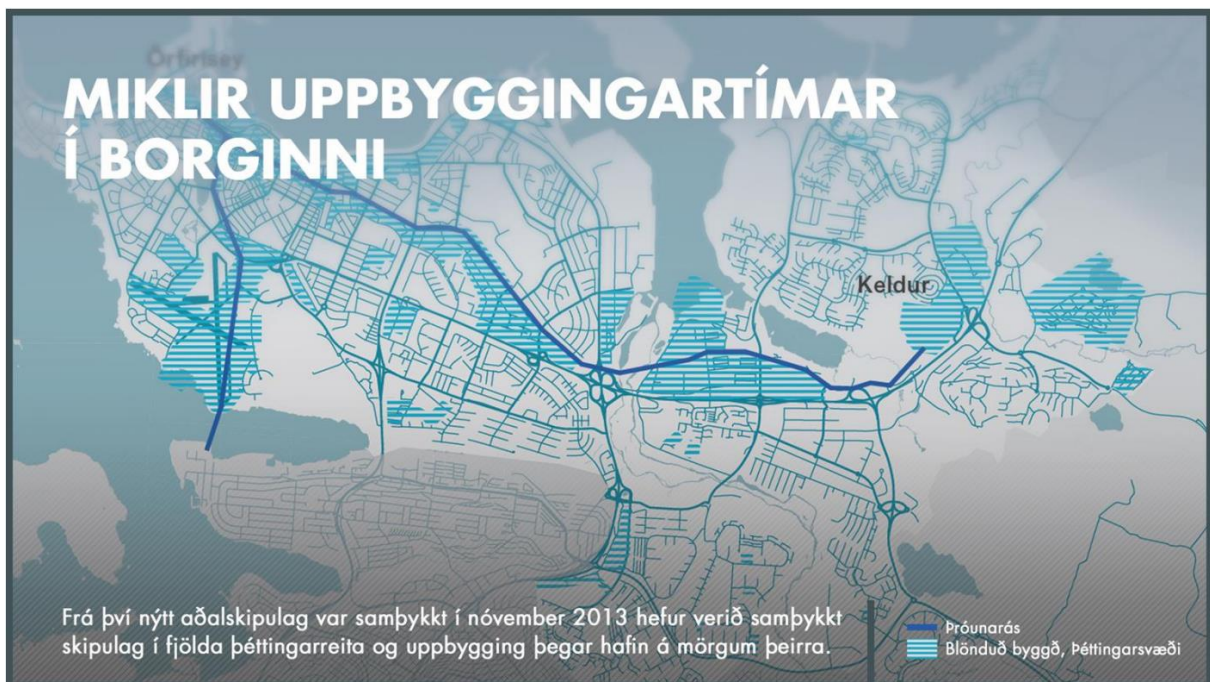 Örfirisey
MIKLIR UPPBYGGINGARTÍMAR
Í BORGINNI
Keldur
Frá því nýtt aðalskipulag var samþykkt í nóvember 2013 hefur verið samþykkt
skipulag í fjölda þéttingarreita og uppbygging þegar hafin á mörgum þeirra.
Þróunarás
Blönduð byggð, Þéttingarsvæði